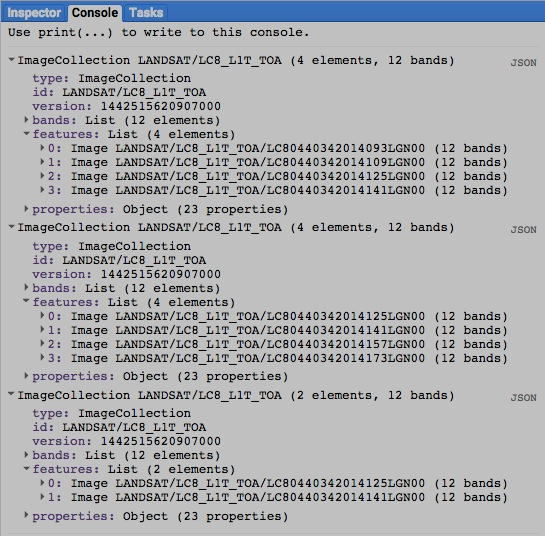 Inspector Console Tasks
Use print(...) to write to this console.
ImageCollection LANDSAT/LC8_L1T_TOA (4 elements, 12 bands) JSON
type: ImageCollection
id: LANDSAT/LC8_L1T_TOA
version: 1442515620907000
bands: List (12 elements)
features: List (4 elements)
0: Image LANDSAT/LC8_L1T_TOA/LC80440342014093LGN00 (12 bands)
1: Image LANDSAT/LC8_L1T_TOA/LC80440342014109LGN00 (12 bands)
2: Image LANDSAT/LC8_L1T_TOA/LC80440342014125LGN00 (12 bands)
3: Image LANDSAT/LC8_L1T_TOA/LC80440342014141LGN00 (12 bands)
properties: Object (23 properties)
ImageCollection LANDSAT/LC8_L1T_TOA (4 elements, 12 bands) JSON
type: ImageCollection
id: LANDSAT/LC8_L1T_TOA
version: 1442515620907000
bands: List (12 elements)
features: List (4 elements)
0: Image LANDSAT/LC8_L1T_TOA/LC80440342014125LGN00 (12 bands)
1: Image LANDSAT/LC8_L1T_TOA/LC80440342014141LGN00 (12 bands)
2: Image LANDSAT/LC8_L1T_TOA/LC80440342014157LGN00 (12 bands)
3: Image LANDSAT/LC8_L1T_TOA/LC80440342014173LGN00 (12 bands)
properties: Object (23 properties)
ImageCollection LANDSAT/LC8_L1T_TOA (2 elements, 12 bands) JSON
type: ImageCollection
id: LANDSAT/LC8_L1T_TOA
version: 1442515620907000
bands: List (12 elements)
features: List (2 elements)
0: Image LANDSAT/LC8_L1T_TOA/LC80440342014125LGN00 (12 bands)
1: Image LANDSAT/LC8_L1T_TOA/LC80440342014141LGN00 (12 bands)
properties: Object (23 properties)